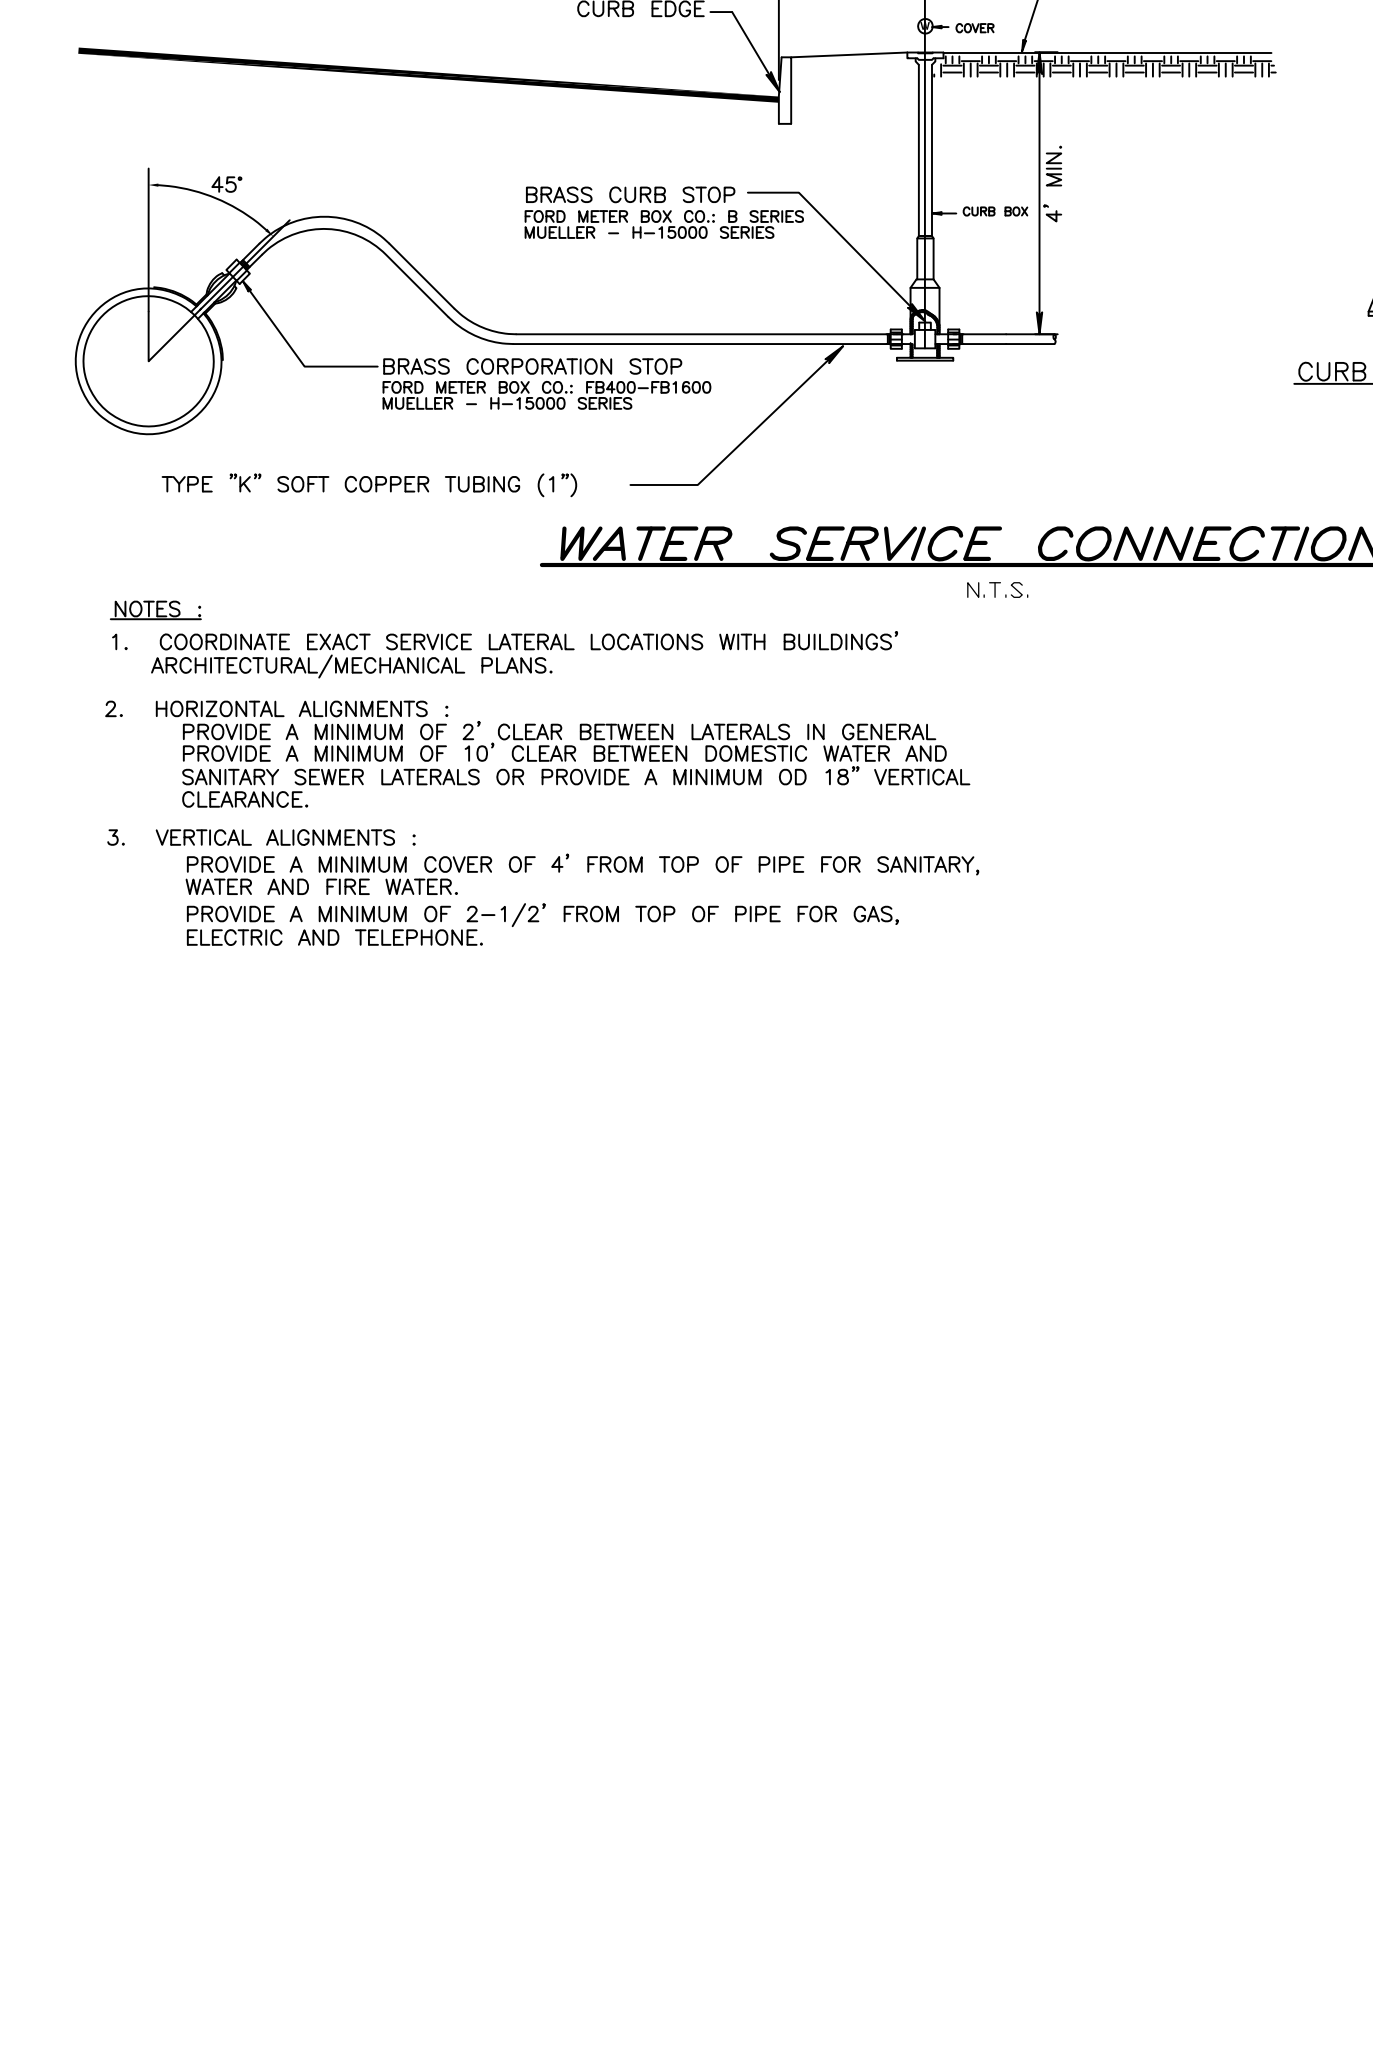 CURB EDGE
COVER
45°
BRASS CURB STOP
FORD METER BOX CO.: B SERIES
MUELLER - H-15000 SERIES
CURB BOX
4' MIN.
BRASS CORPORATION STOP
FORD METER BOX CO.: FB400-FB1600
MUELLER - H-15000 SERIES
CURB
TYPE "K" SOFT COPPER TUBING (1")
WATER SERVICE CONNECTION
N.T.S.
NOTES :
1. COORDINATE EXACT SERVICE LATERAL LOCATIONS WITH BUILDINGS'
ARCHITECTURAL/MECHANICAL PLANS.
2. HORIZONTAL ALIGNMENTS :
PROVIDE A MINIMUM OF 2' CLEAR BETWEEN LATERALS IN GENERAL
PROVIDE A MINIMUM OF 10' CLEAR BETWEEN DOMESTIC WATER AND
SANITARY SEWER LATERALS OR PROVIDE A MINIMUM OD 18" VERTICAL
CLEARANCE.
3. VERTICAL ALIGNMENTS :
PROVIDE A MINIMUM COVER OF 4' FROM TOP OF PIPE FOR SANITARY,
WATER AND FIRE WATER.
PROVIDE A MINIMUM OF 2-1/2' FROM TOP OF PIPE FOR GAS,
ELECTRIC AND TELEPHONE.